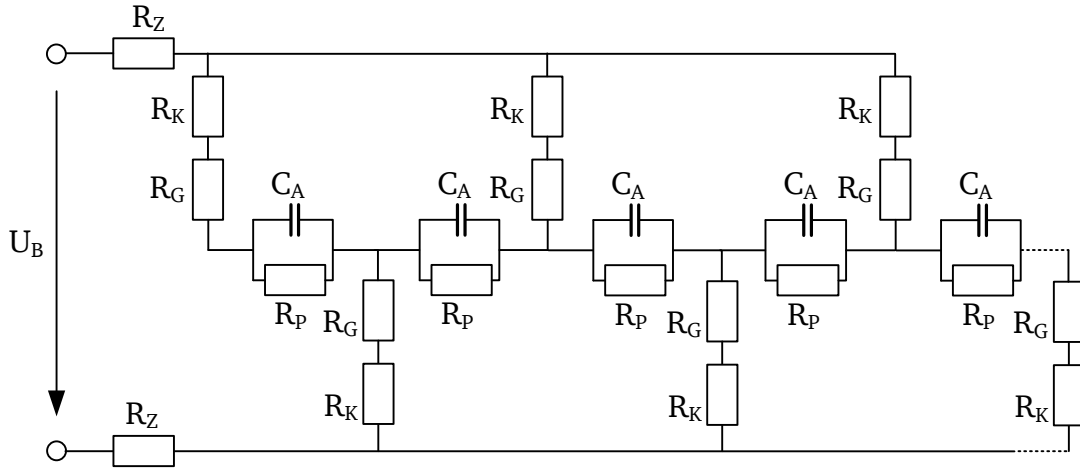 R_Z
R_K R_K R_K
R_G C_A C_A R_G C_A C_A R_G C_A
U_B
R_P R_G R_P R_P R_G R_P R_P R_G
R_K R_K R_K
R_Z